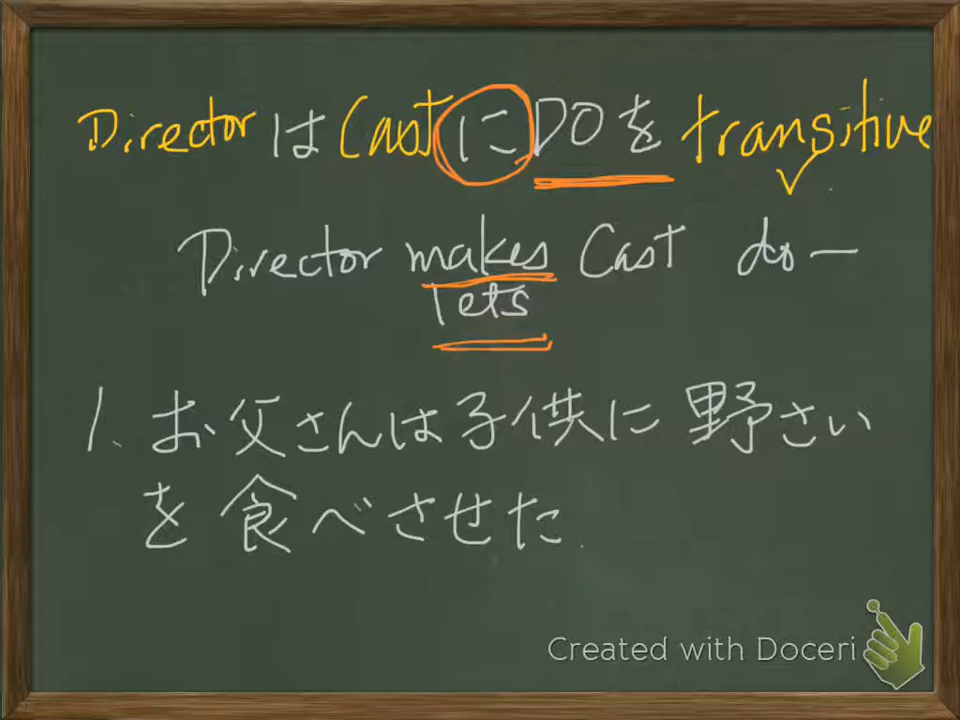 Director は Cast に DO を transitive
Director makes Cast do —
lets
1. お父さんは子供に野さい
を食べさせた.
Created with Doceri